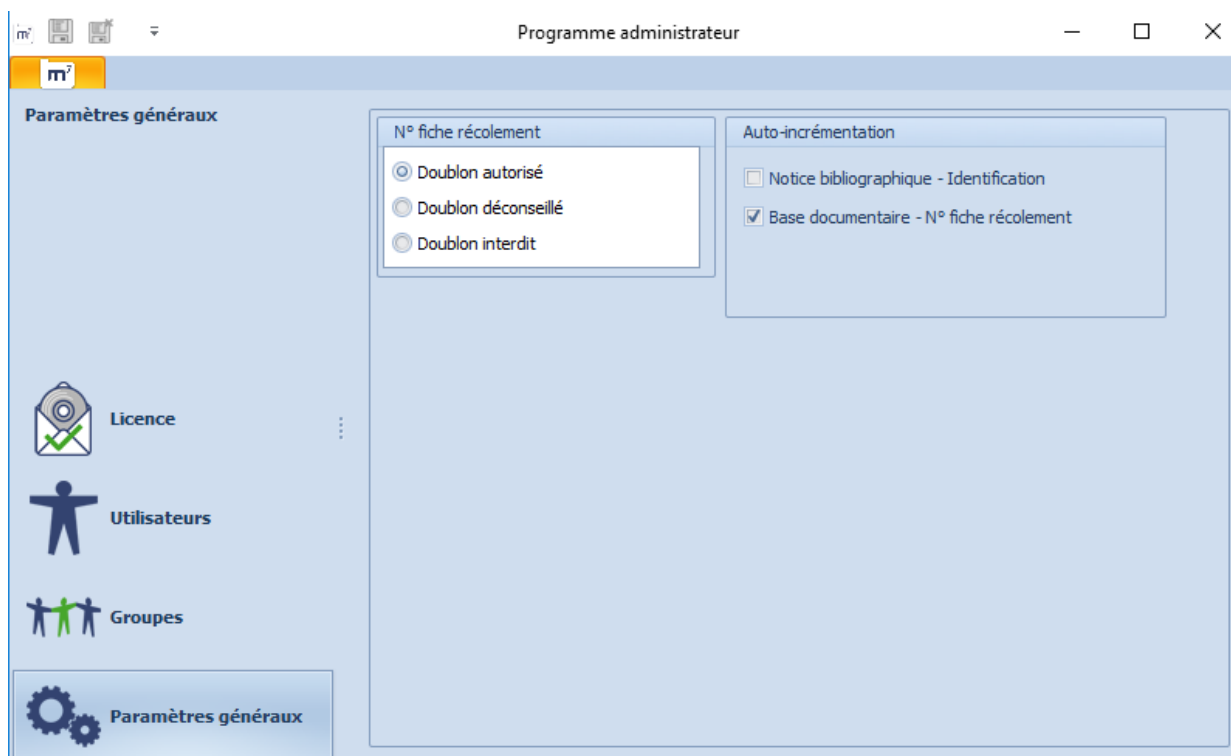 Programme administrateur
m7
Paramètres généraux
N° fiche récolement
Doublon autorisé
Doublon déconseillé
Doublon interdit
Auto-incrémentation
Notice bibliographique - Identification
Base documentaire - N° fiche récolement
Licence
Utilisateurs
Groupes
Paramètres généraux